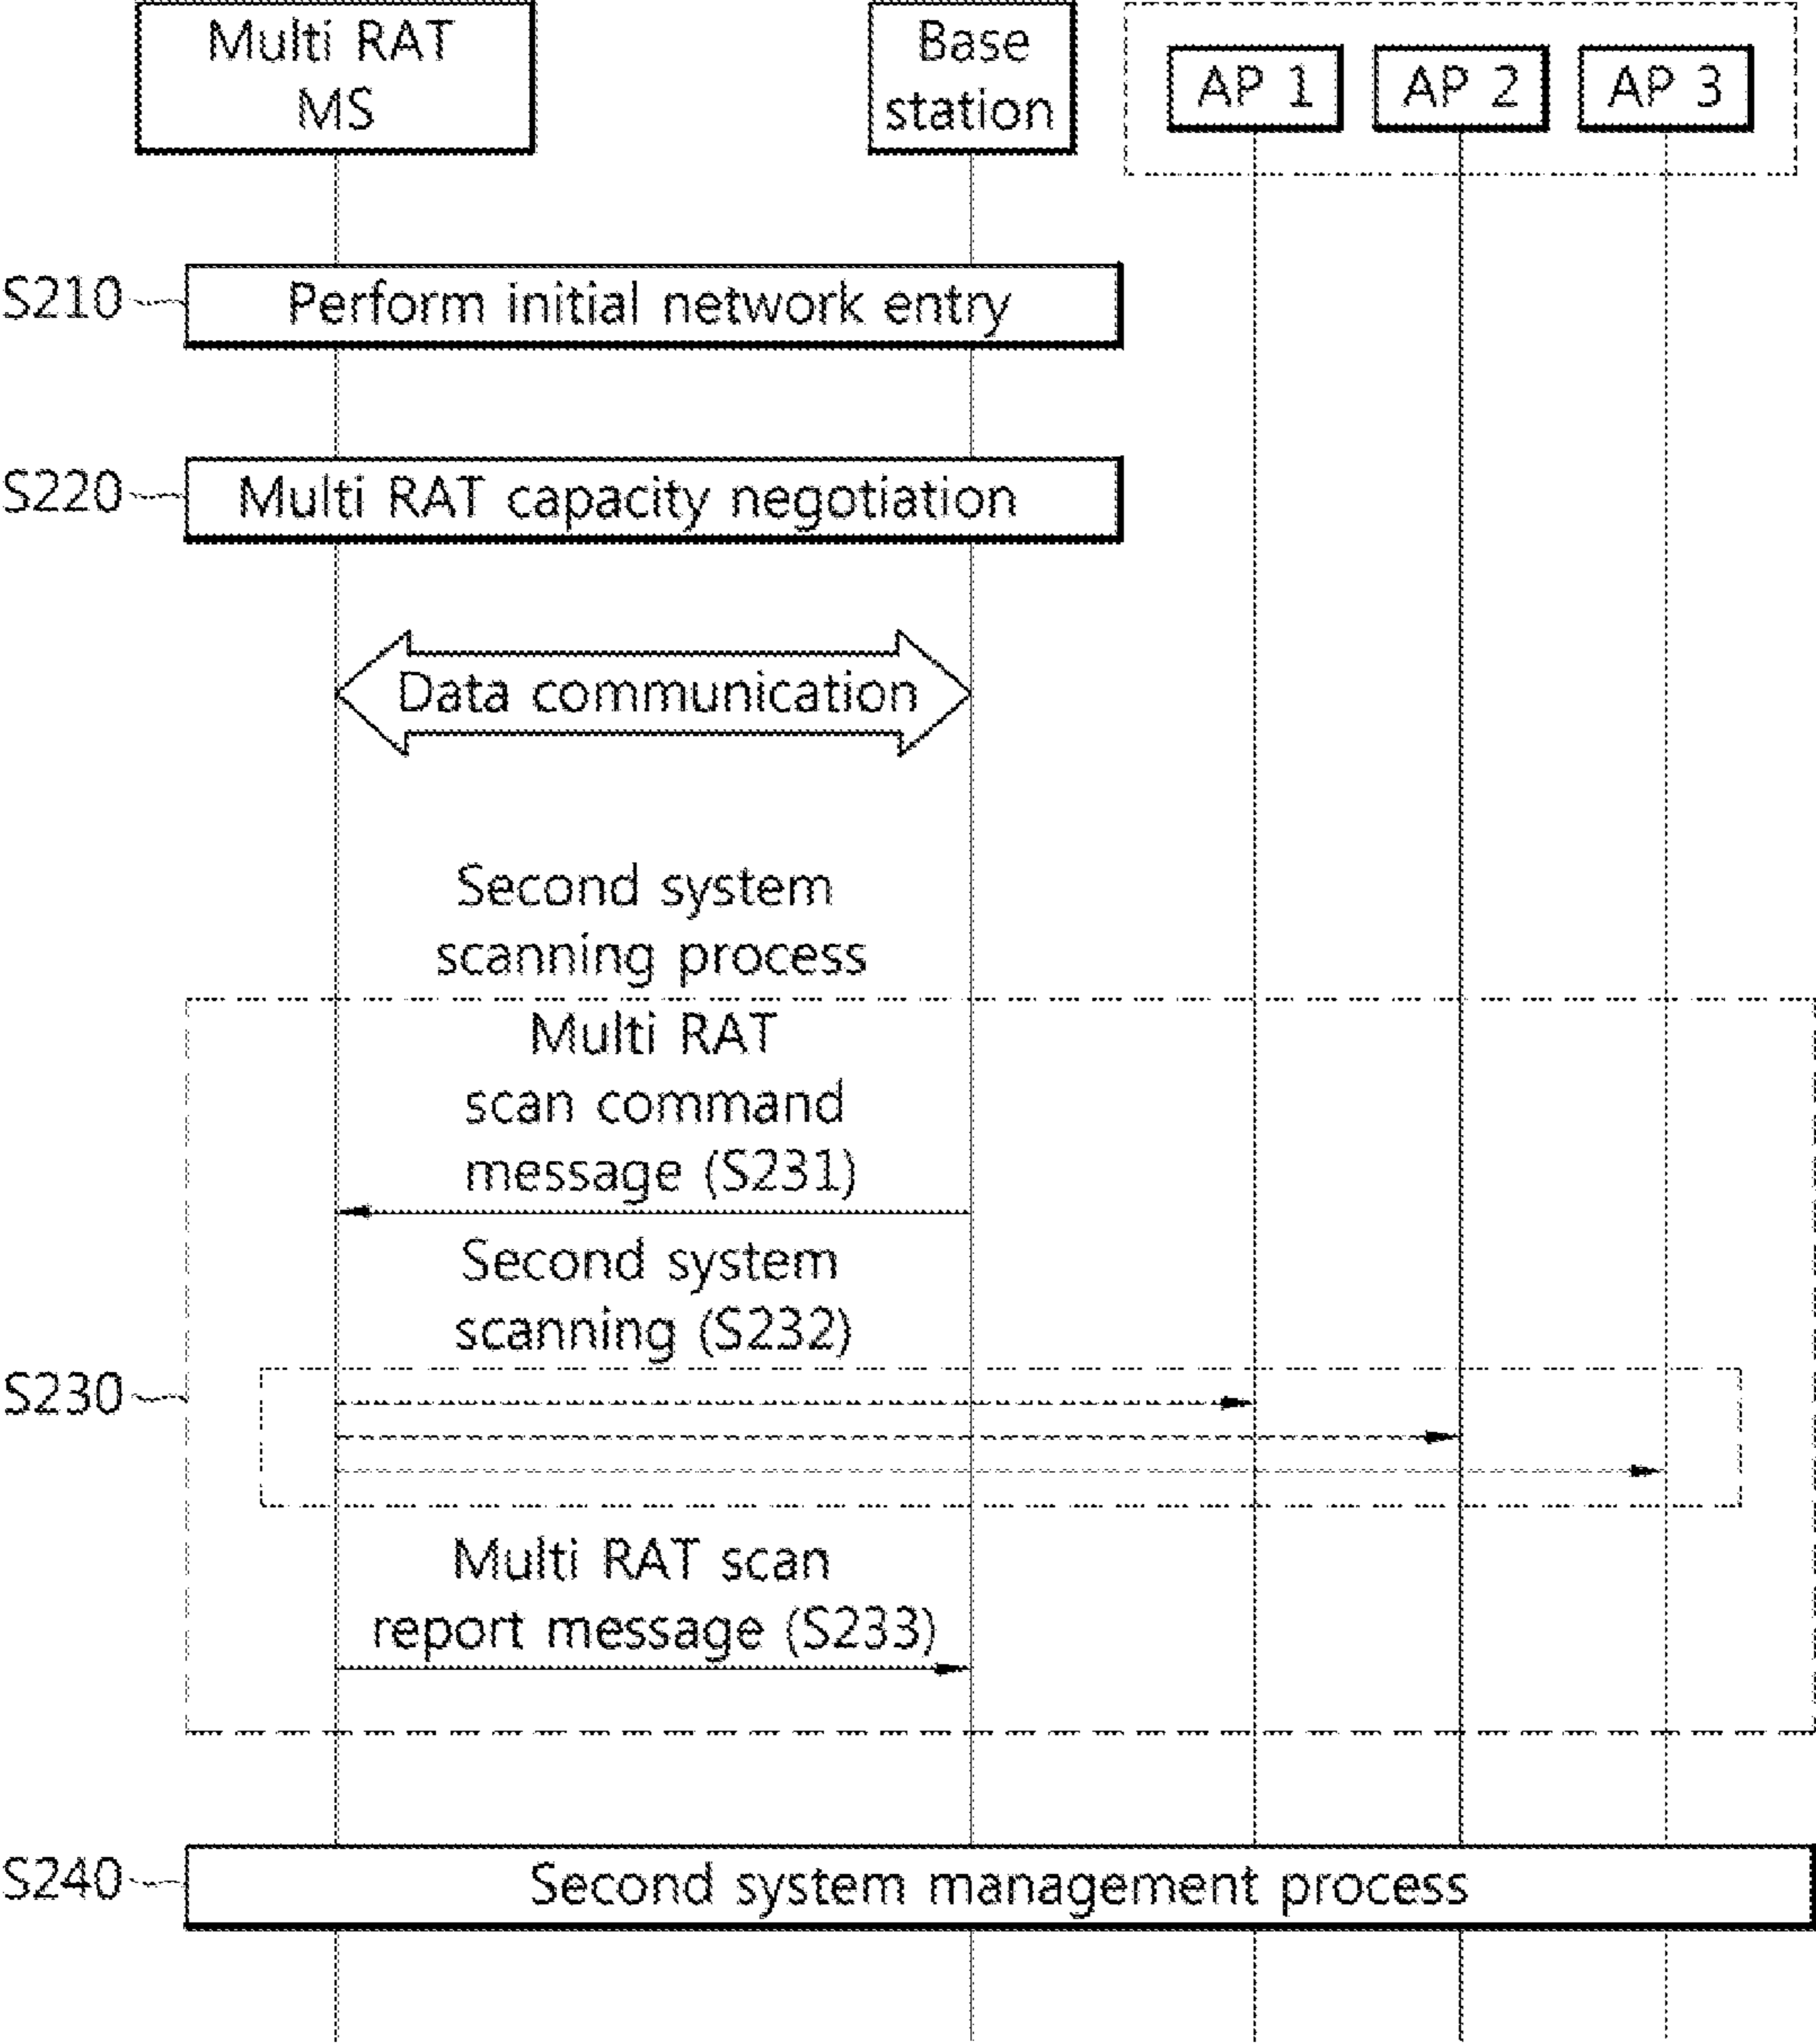 Multi RAT
MS
Base
station
AP 1
AP 2
AP 3
S210
Perform initial network entry
S220
Multi RAT capacity negotiation
Data communication
Second system
scanning process
Multi RAT
scan command
message (S231)
Second system
scanning (S232)
S230
Multi RAT scan
report message (S233)
S240
Second system management process